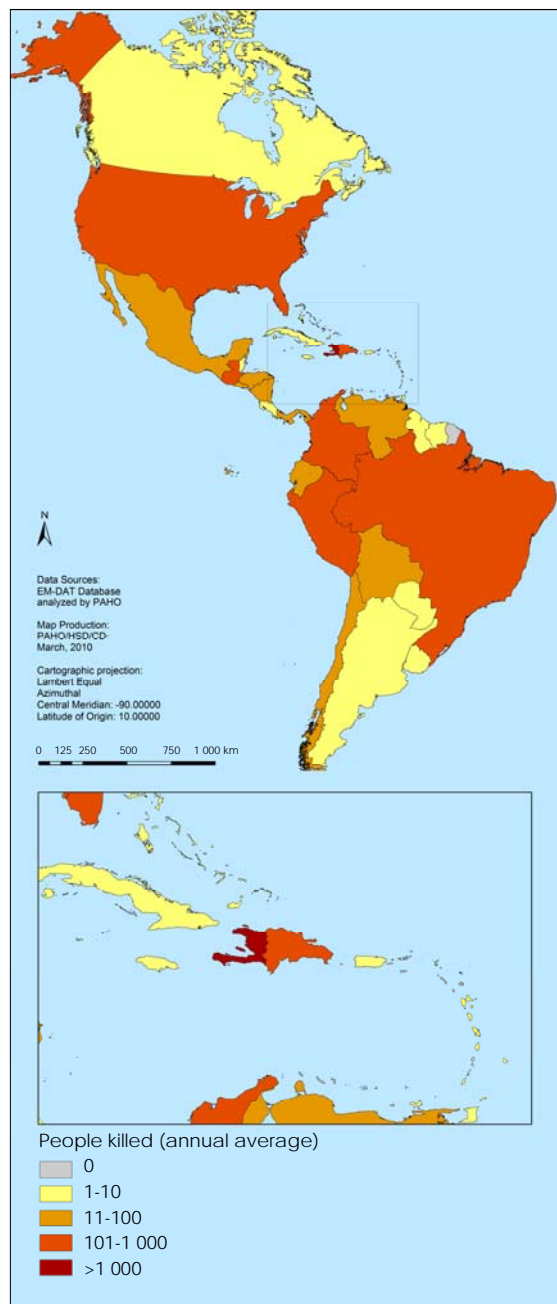 N
Data Sources:
EM-DAT Database
analyzed by PAHO
Map Production:
PAHO/HSD/CD-
March, 2010
Cartographic projection:
Lambert Equal
Azimuthal
Central Meridian: -90.00000
Latitude of Origin: 10.00000
0 125 250 500 750 1 000 km
People killed (annual average)
0
1-10
11-100
101-1 000
>1 000